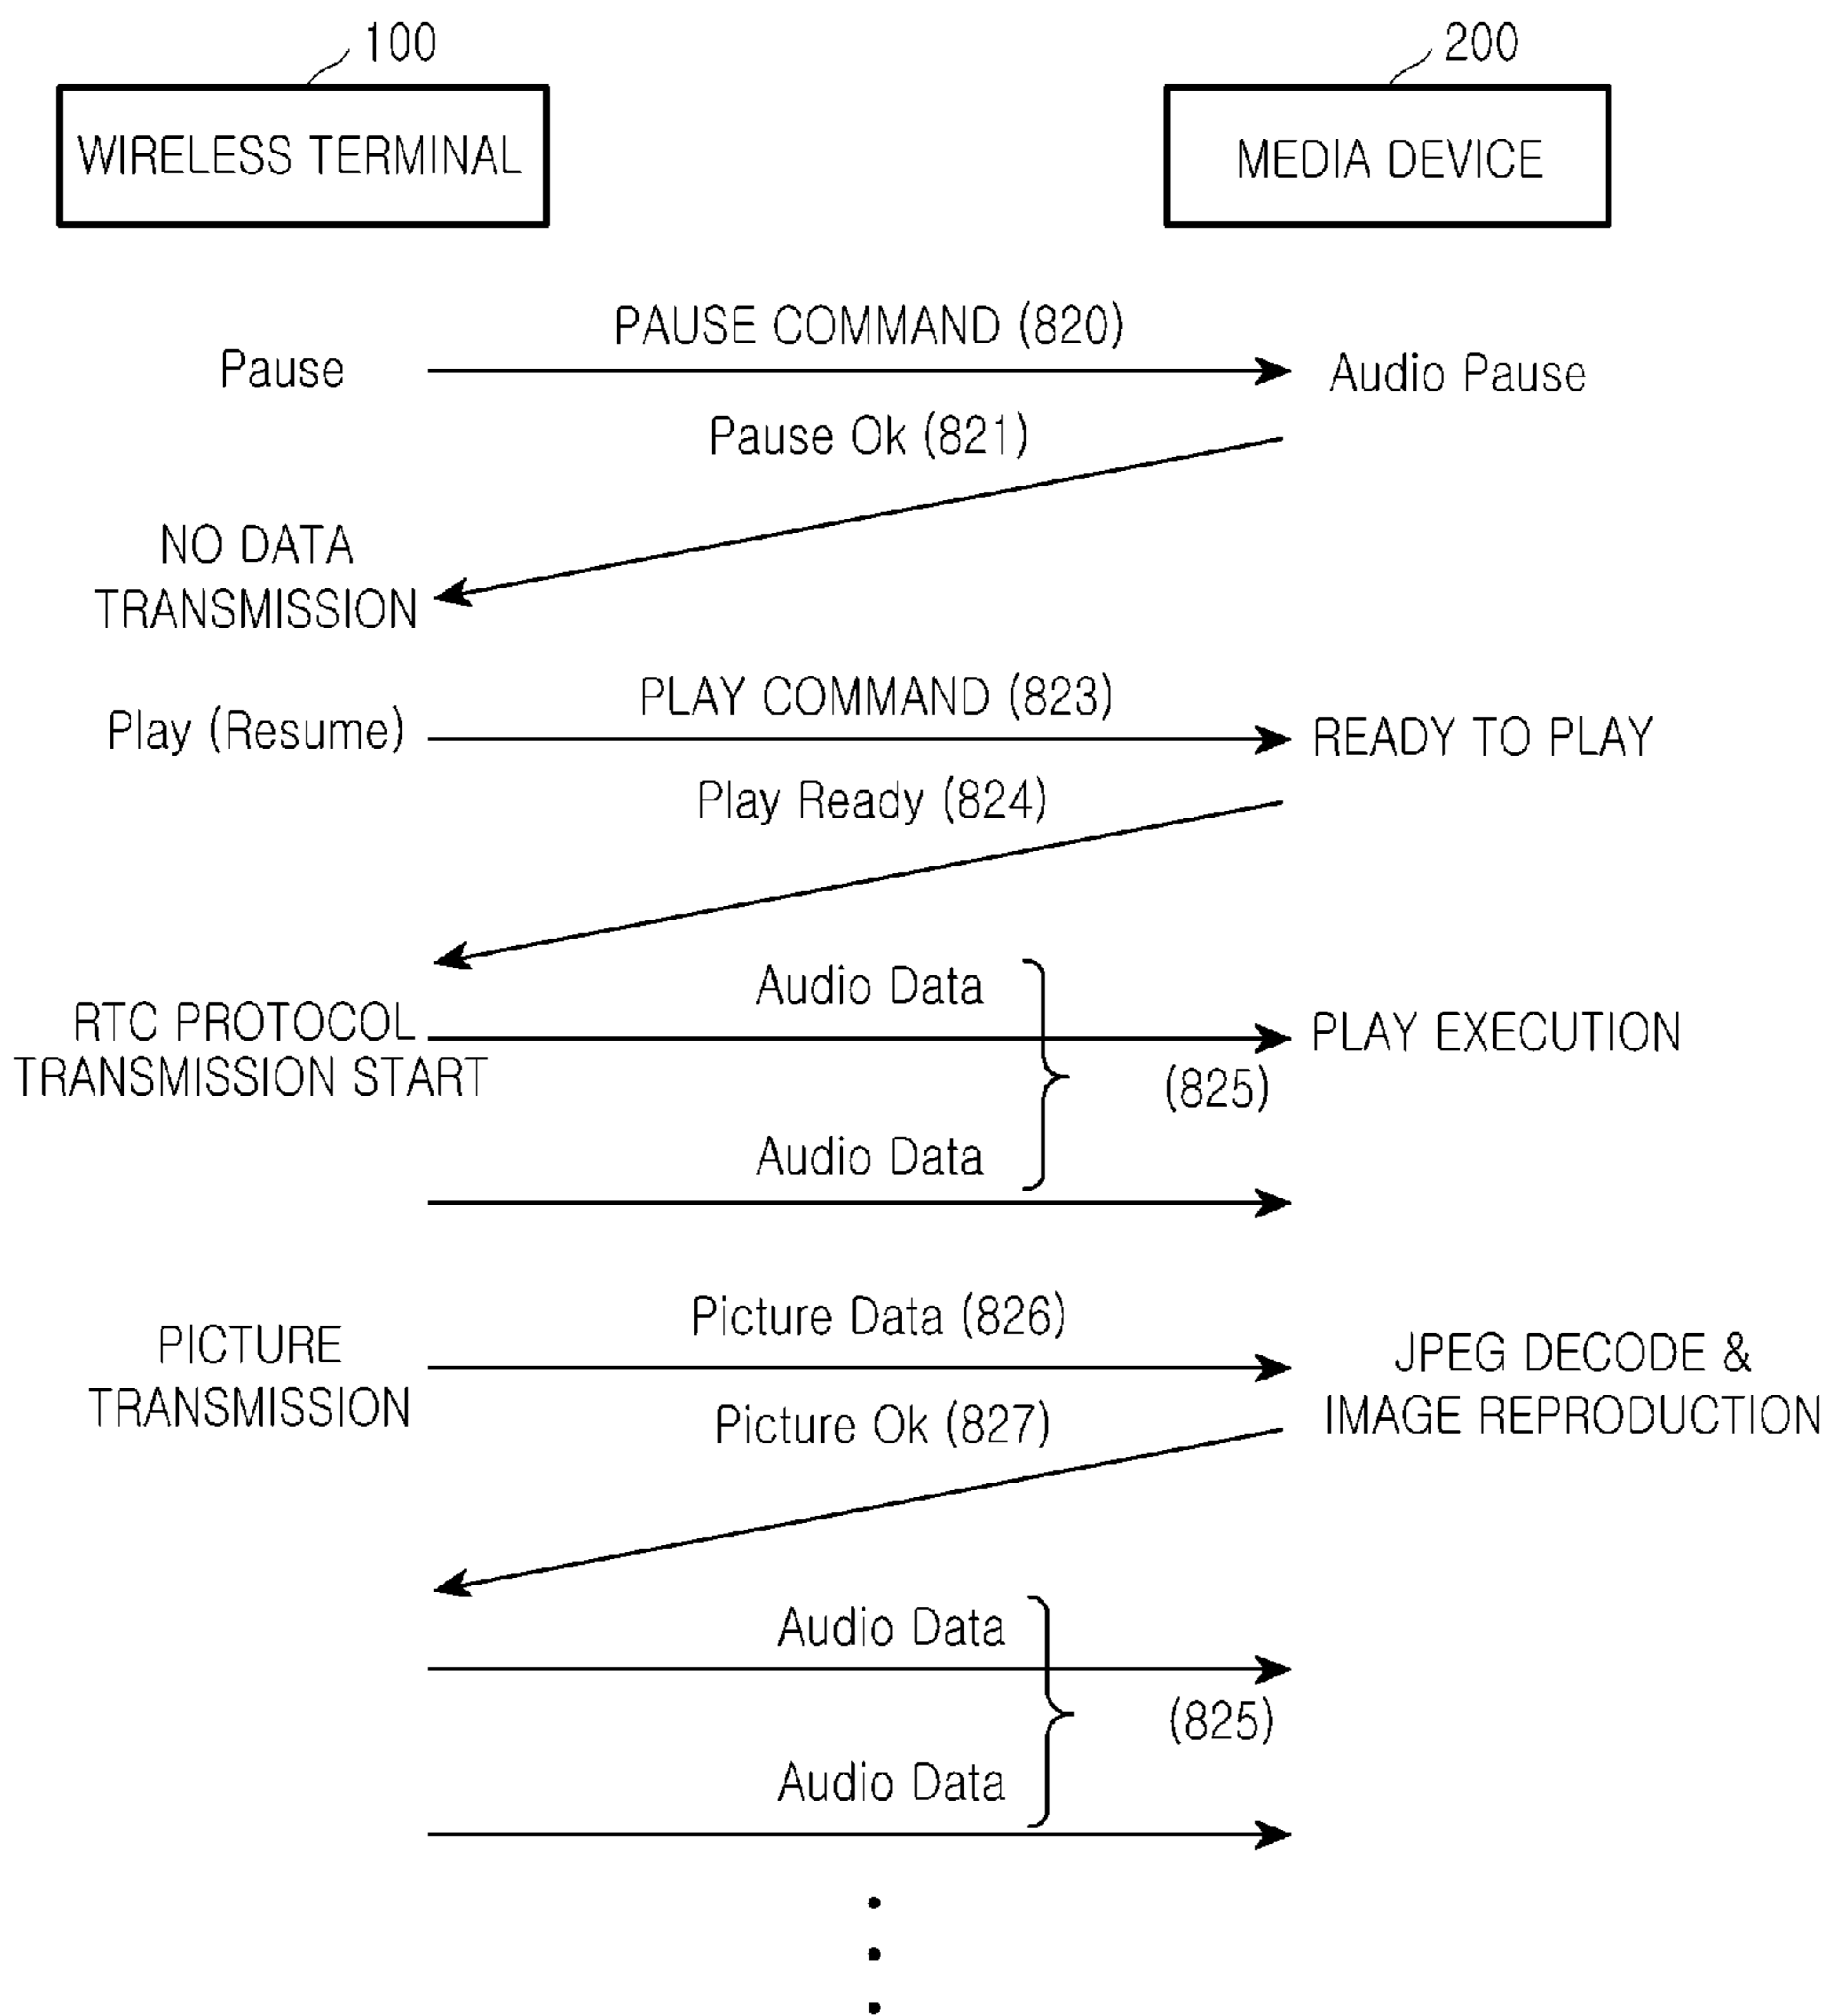 100
200
WIRELESS TERMINAL
MEDIA DEVICE
PAUSE COMMAND (820)
Pause
Audio Pause
Pause Ok (821)
NO DATA
TRANSMISSION
PLAY COMMAND (823)
Play (Resume)
READY TO PLAY
Play Ready (824)
Audio Data
RTC PROTOCOL
TRANSMISSION START
PLAY EXECUTION
(825)
Audio Data
Picture Data (826)
PICTURE
TRANSMISSION
JPEG DECODE &
IMAGE REPRODUCTION
Picture Ok (827)
Audio Data
(825)
Audio Data